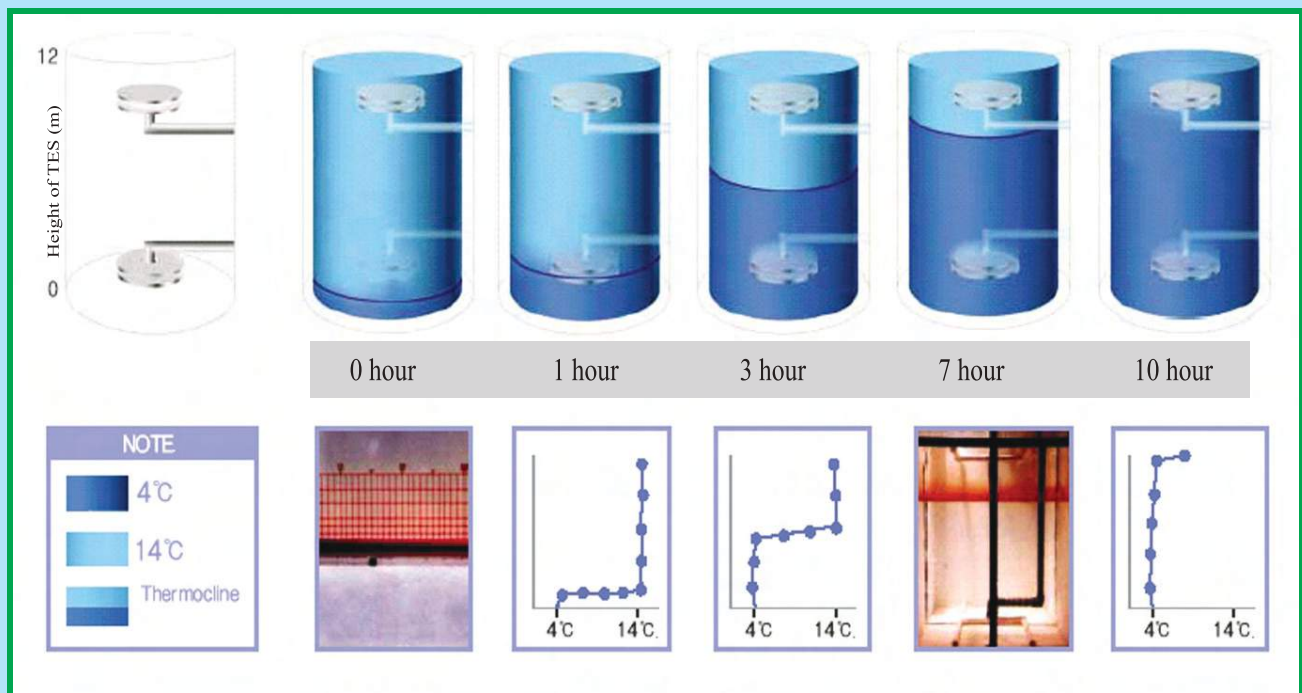 12
Height of TES (m)
0
0 hour
1 hour
3 hour
7 hour
10 hour
NOTE
4℃
14℃
Thermocline
4℃ 14℃.
4℃ 14℃.
4℃ 14℃.